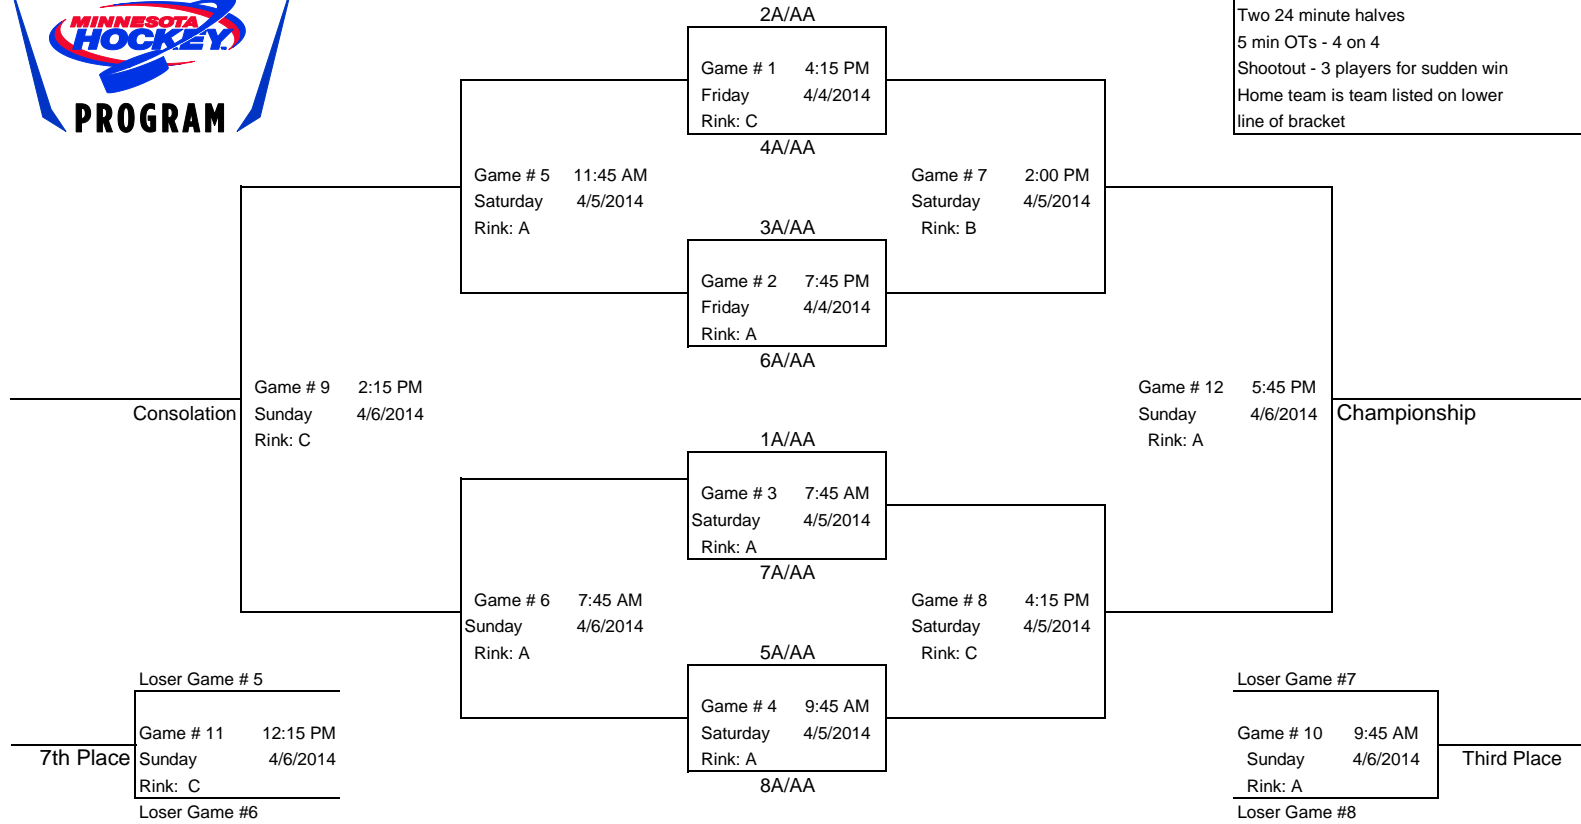 MINNESOTA
HOCKEY
PROGRAM
Two 24 minute halves
5 min OTs - 4 on 4
Shootout - 3 players for sudden win
Home team is team listed on lower
line of bracket
2A/AA
Game # 1 4:15 PM
Friday 4/4/2014
Rink: C
4A/AA
Game # 5 11:45 AM
Saturday 4/5/2014
Rink: A
Game # 7 2:00 PM
Saturday 4/5/2014
Rink: B
3A/AA
Game # 2 7:45 PM
Friday 4/4/2014
Rink: A
6A/AA
Game # 9 2:15 PM
Consolation Sunday 4/6/2014
Rink: C
Game # 12 5:45 PM
Sunday 4/6/2014 Championship
Rink: A
1A/AA
Game # 3 7:45 AM
Saturday 4/5/2014
Rink: A
7A/AA
Game # 6 7:45 AM
Sunday 4/6/2014
Rink: A
Game # 8 4:15 PM
Saturday 4/5/2014
Rink: C
5A/AA
Game # 4 9:45 AM
Saturday 4/5/2014
Rink: A
8A/AA
Loser Game # 5
Game # 11 12:15 PM
7th Place Sunday 4/6/2014
Rink: C
Loser Game #6
Loser Game #7
Game # 10 9:45 AM
Sunday 4/6/2014 Third Place
Rink: A
Loser Game #8